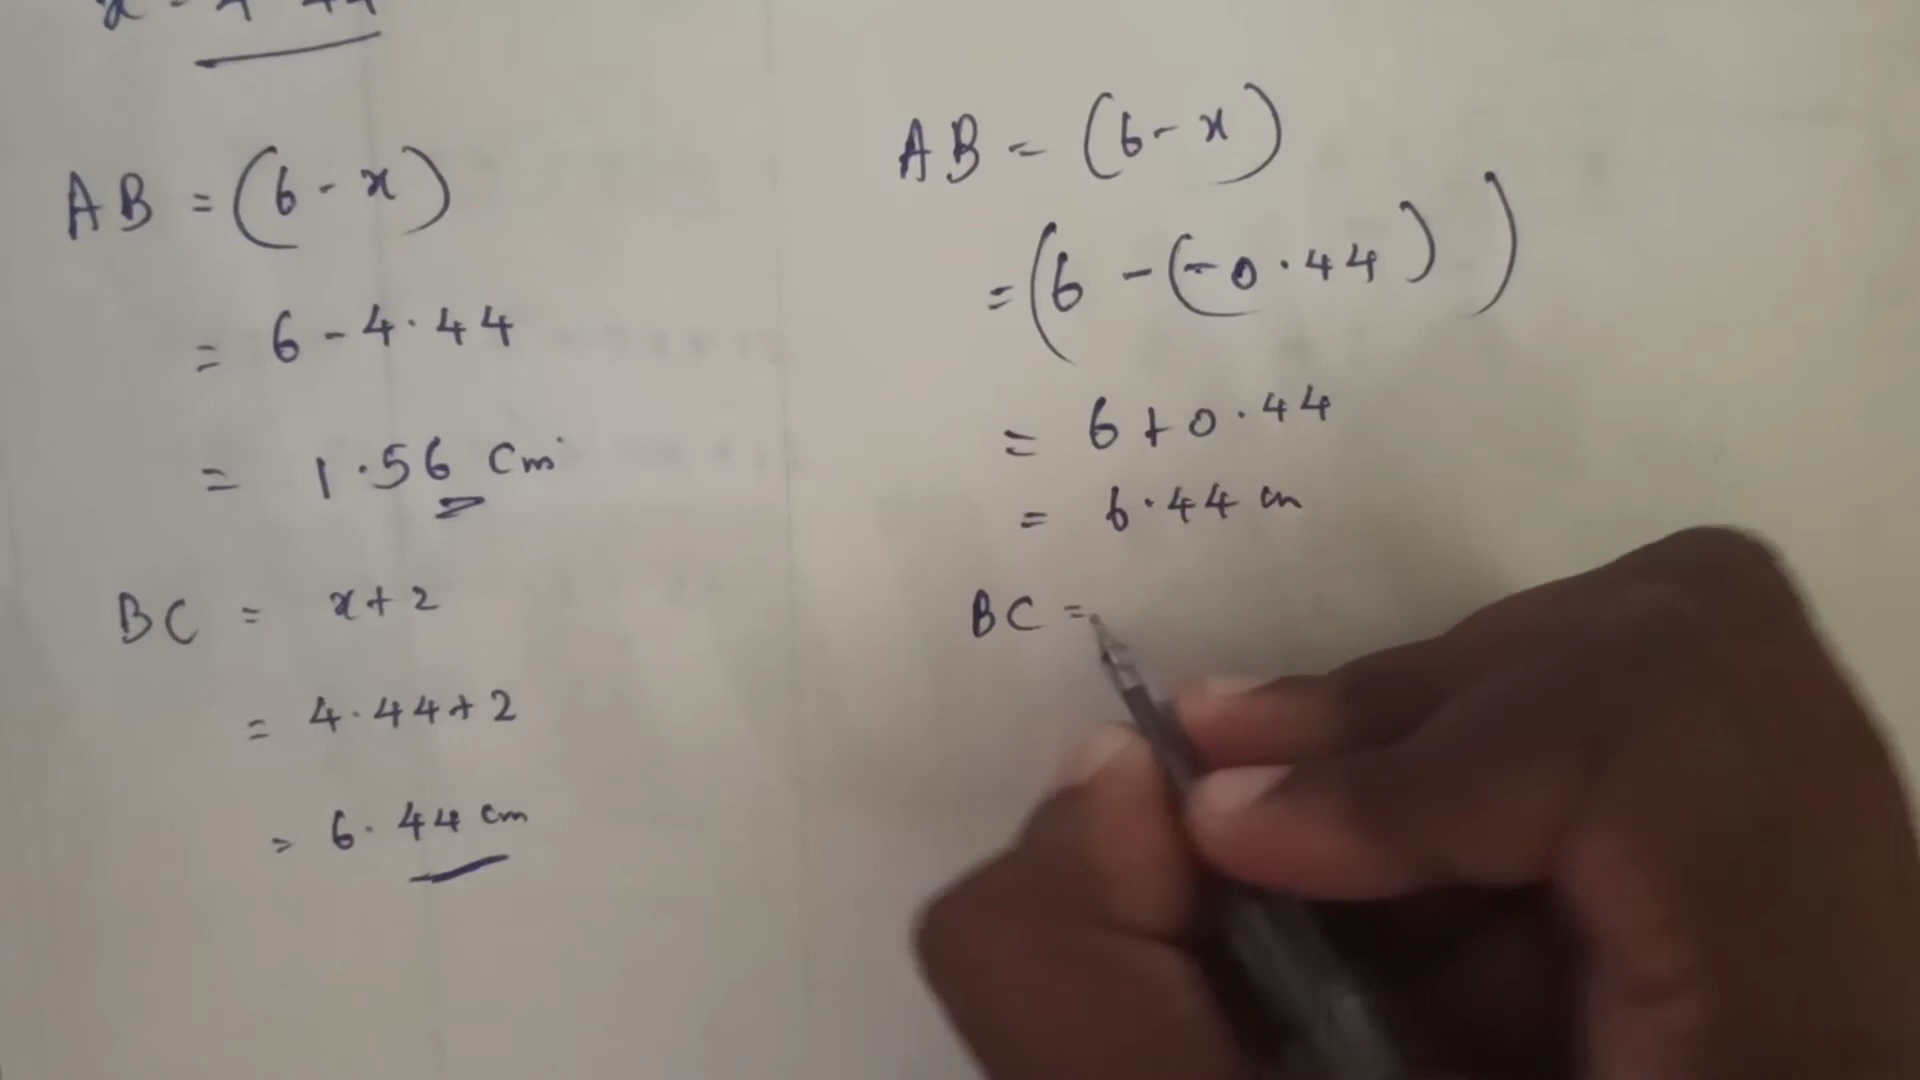 AB = (6 - x)
= 6 - 4.44
= 1.56 cm
BC = x + 2
= 4.44 + 2
= 6.44 cm
AB = (6 - x)
= (6 - (-0.44))
= 6 + 0.44
= 6.44 cm
BC =